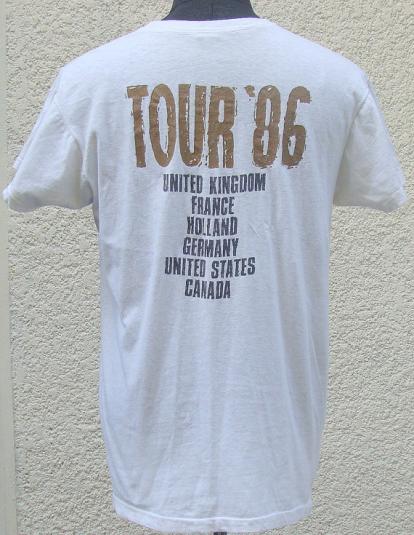 TOUR '86
UNITED KINGDOM
FRANCE
HOLLAND
GERMANY
UNITED STATES
CANADA